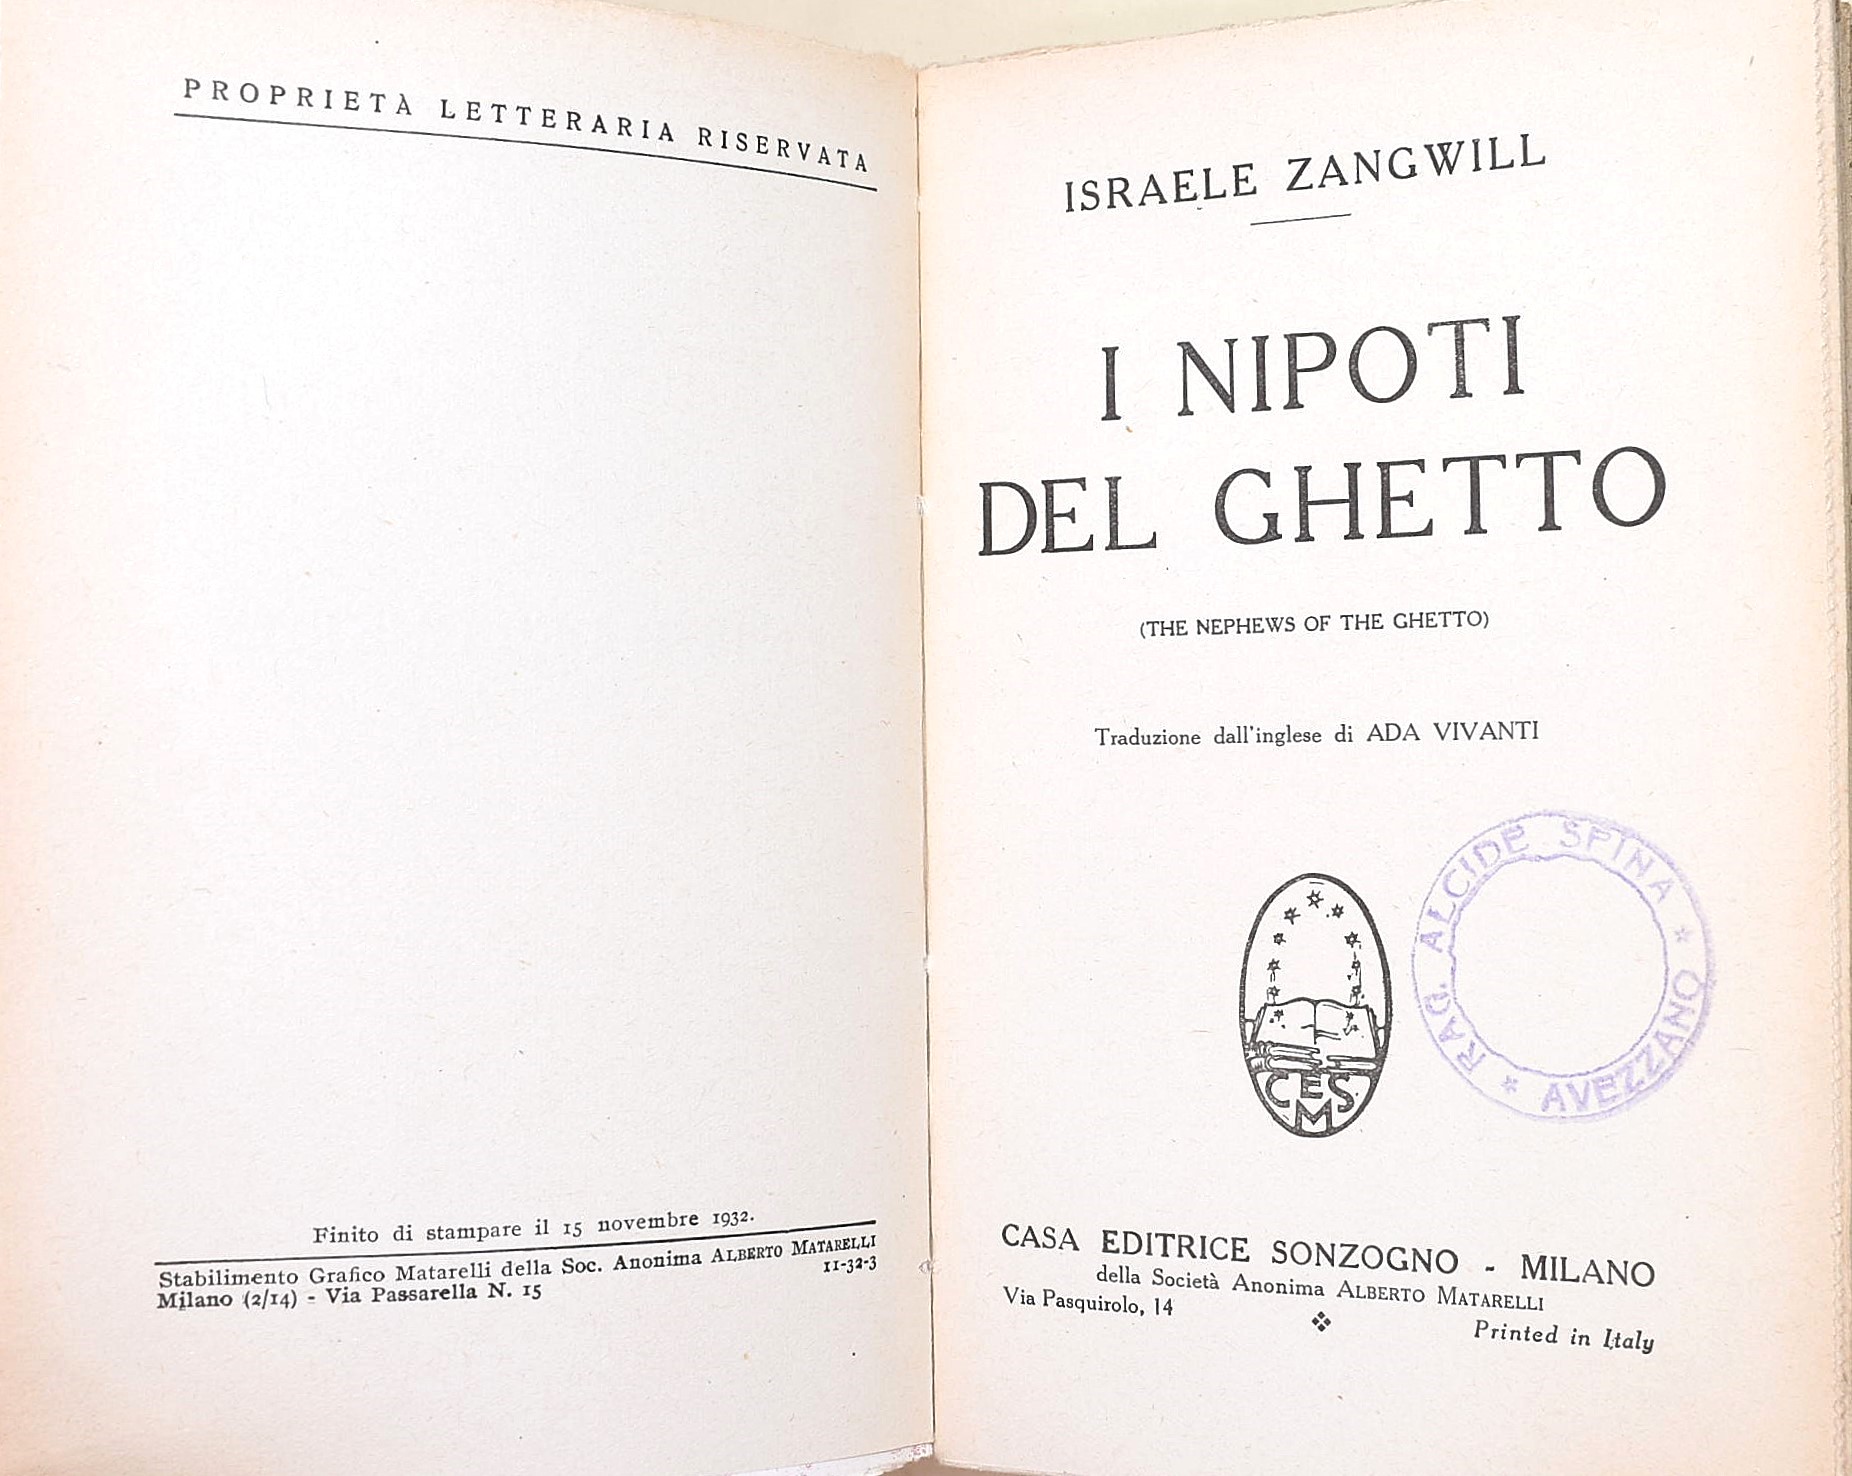 PROPRIETÀ LETTERARIA RISERVATA
Finito di stampare il 15 novembre 1932.
Stabilimento Grafico Matarelli della Soc. Anonima ALBERTO MATARELLI
Milano (2/14) - Via Passarella N. 15
11-32-3
ISRAELE ZANGWILL
I NIPOTI
DEL GHETTO
(THE NEPHEWS OF THE GHETTO)
Traduzione dall'inglese di ADA VIVANTI
RAG. ALCIDE SPINA * AVEZZANO *
CES
M
CASA EDITRICE SONZOGNO - MILANO
della Società Anonima ALBERTO MATARELLI
Via Pasquirolo, 14
Printed in Italy